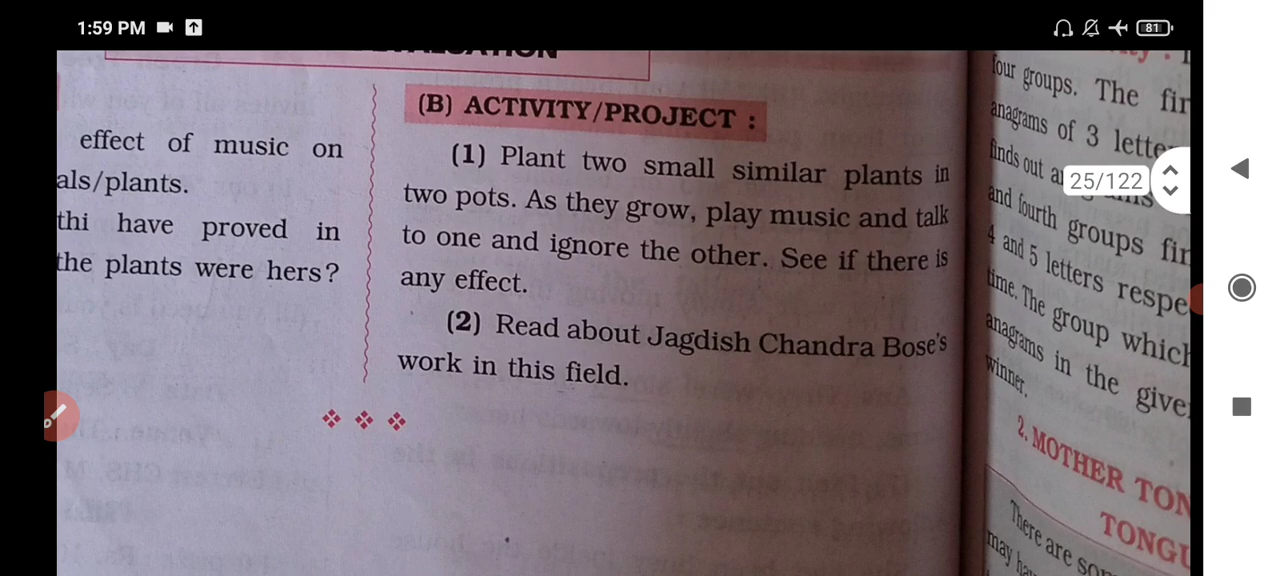 1:59 PM
81
effect of music on
als/plants.
thi have proved in
the plants were hers?
(B) ACTIVITY/PROJECT :
(1) Plant two small similar plants in
two pots. As they grow, play music and talk
to one and ignore the other. See if there is
any effect.
(2) Read about Jagdish Chandra Bose's
work in this field.
25/122
four groups. The fir
anagrams of 3 lette
finds out
and fourth groups fir
4 and 5 letters respe
time. The group which
anagrams in the give
winner.
2. MOTHER TON
TONGU
There are som
may ha